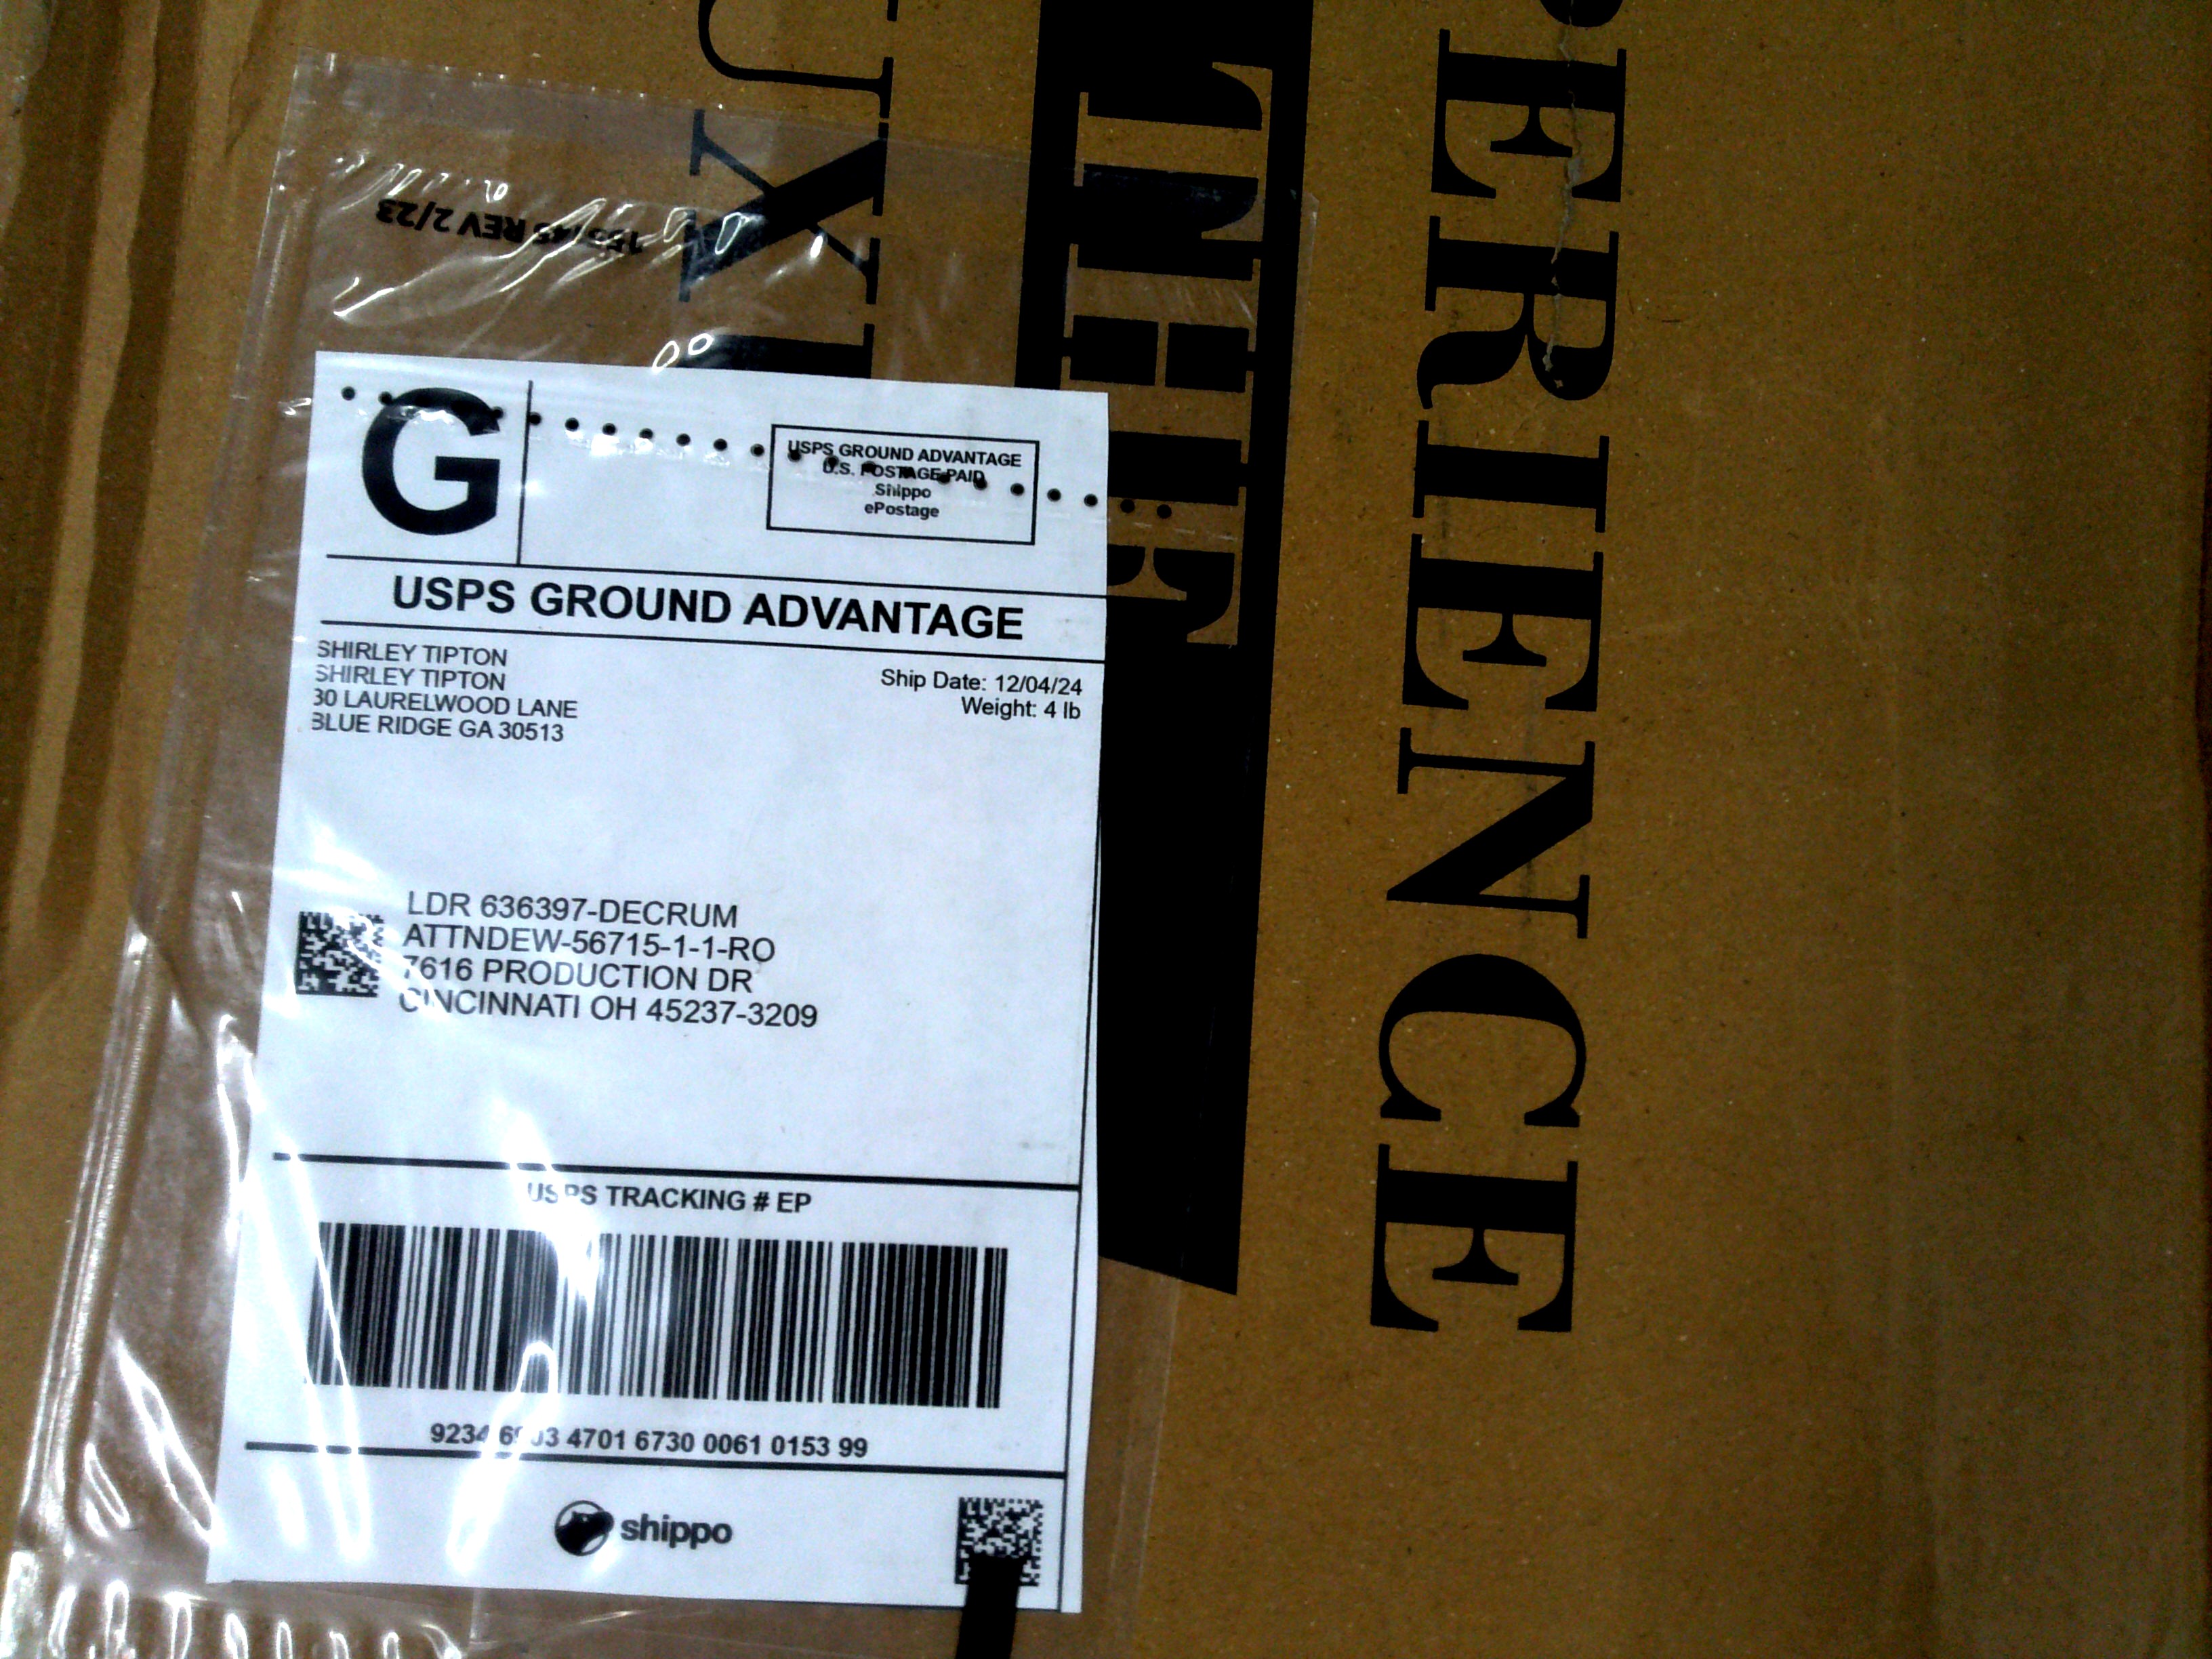 UXU
THE
PERIENCE
REV 2/23
G
USPS GROUND ADVANTAGE
U.S. POSTAGE PAID
Shippo
ePostage
USPS GROUND ADVANTAGE
SHIRLEY TIPTON
SHIRLEY TIPTON
30 LAURELWOOD LANE
BLUE RIDGE GA 30513
Ship Date: 12/04/24
Weight: 4 lb
LDR 636397-DECRUM
ATTNDEW-56715-1-1-RO
7616 PRODUCTION DR
CINCINNATI OH 45237-3209
USPS TRACKING # EP
9234 4701 6730 0061 0153 99
shippo